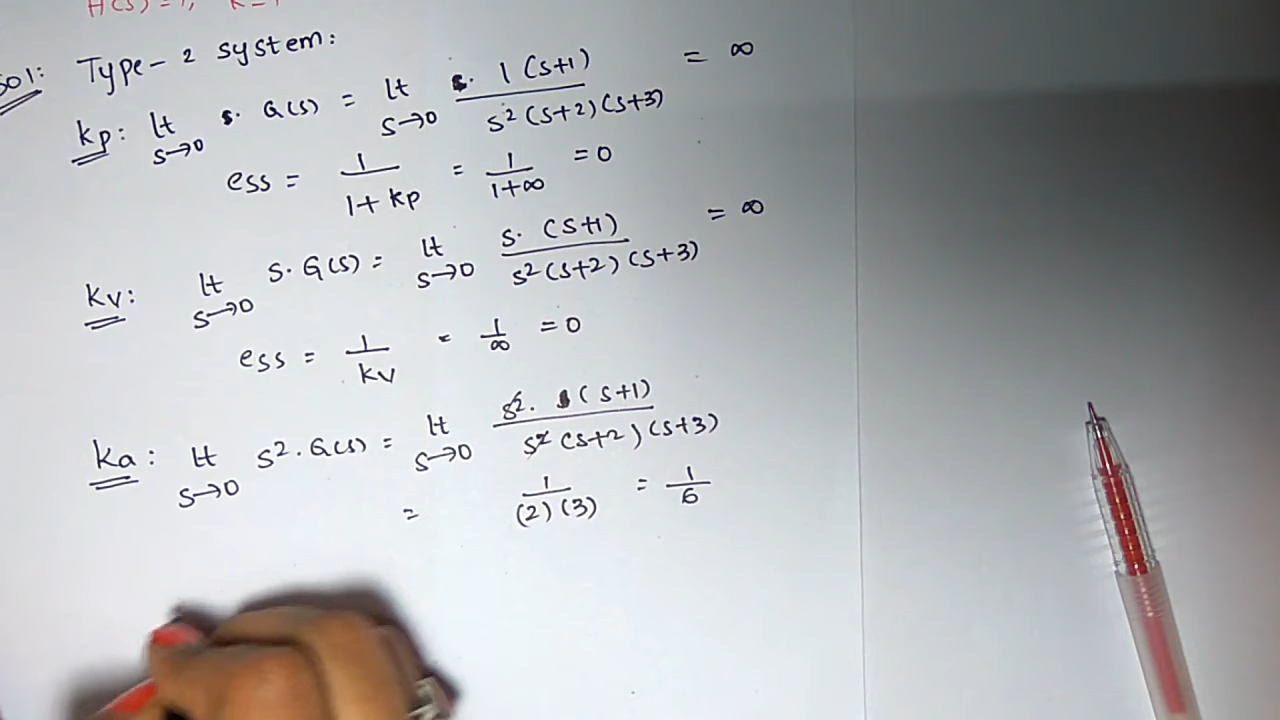 H(s) = 1, K=1
Sol: Type-2 system:
kp: lt s→0 s. G(s) = lt s→0 s. 1 (s+1) / s² (s+2) (s+3) = ∞
ess = 1 / 1+kp = 1 / 1+∞ = 0
Kv: lt s→0 s. G(s) = lt s→0 s. (s+1) / s² (s+2) (s+3) = ∞
ess = 1 / kv = 1 / ∞ = 0
Ka: lt s→0 s². G(s) = lt s→0 s². (s+1) / s² (s+2) (s+3)
= 1 / (2) (3) = 1 / 6